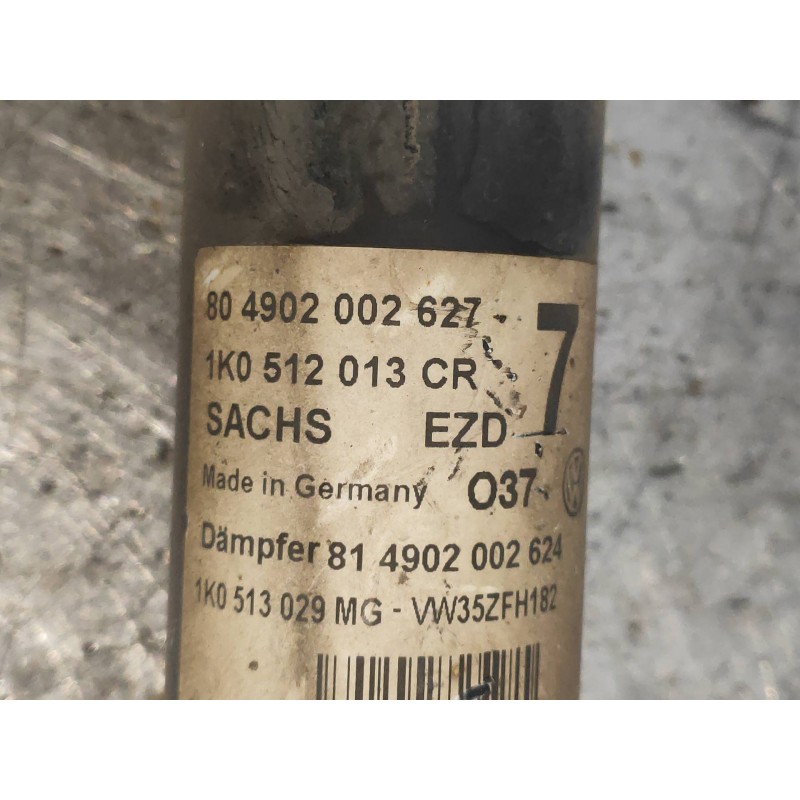 80 4902 002 627 7
1K0 512 013 CR
SACHS EZD
Made in Germany O37
Dämpfer 81 4902 002 624
1K0 513 029 MG - VW35ZFH182